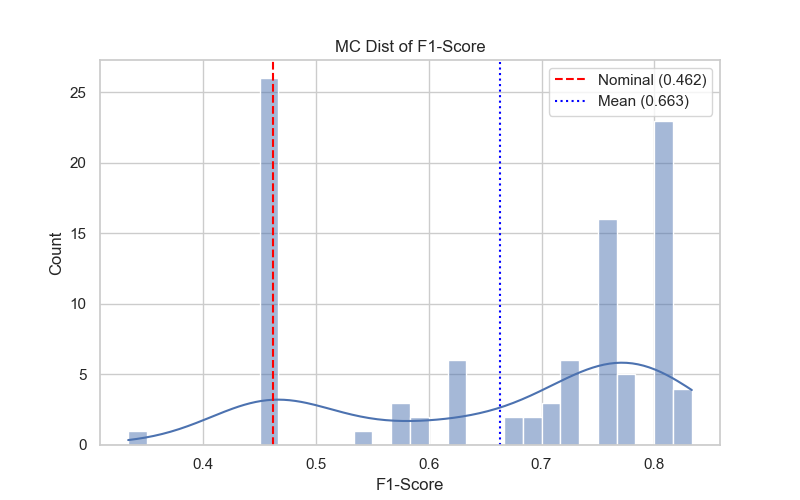 MC Dist of F1-Score
Nominal (0.462)
Mean (0.663)
Count
25
20
15
10
5
0
0.4 0.5 0.6 0.7 0.8
F1-Score